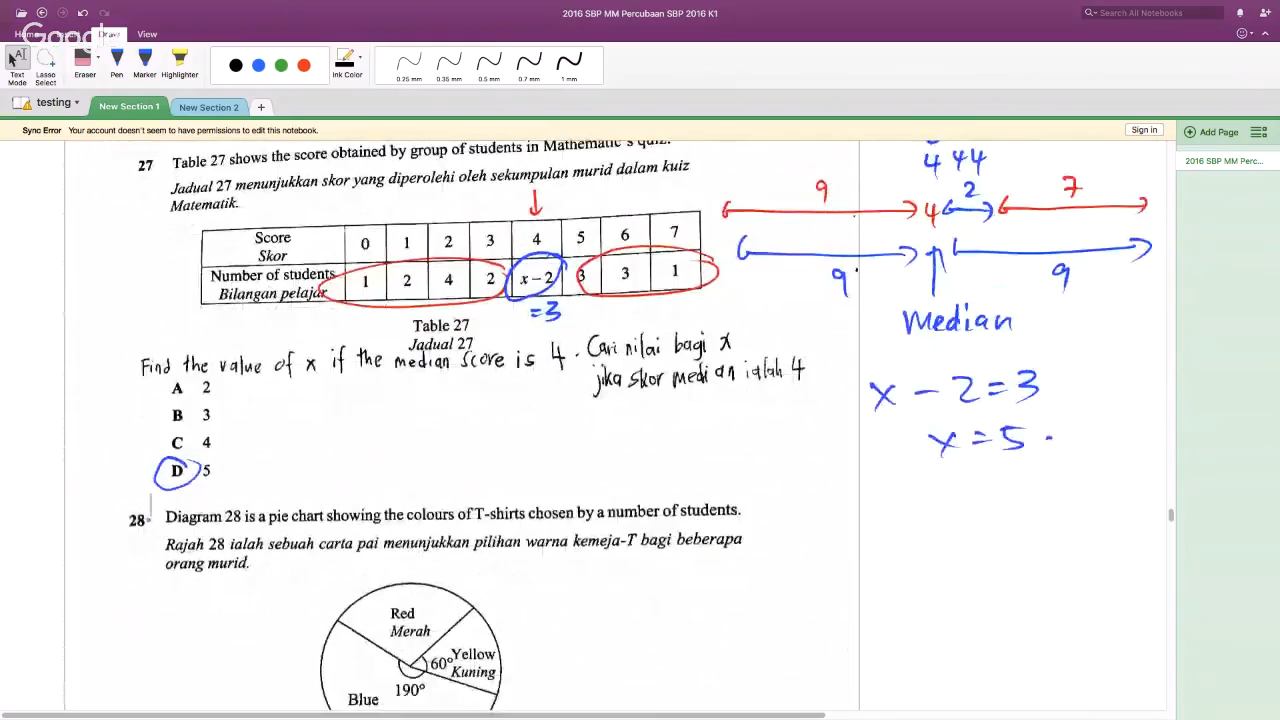 2016 SBP MM Percubaan SBP 2016 K1
Search All Notebooks
Draw
View
Text Mode
Lasso Select
Eraser
Pen
Marker
Highlighter
Ink Color
0.25 mm
0.35 mm
0.5 mm
0.7 mm
1 mm
testing
New Section 1
New Section 2
+
Sync Error Your account doesn't seem to have permissions to edit this notebook.
Sign in
Add Page
2016 SBP MM Perc...
27 Table 27 shows the score obtained by group of students in Mathematic's quiz.
Jadual 27 menunjukkan skor yang diperolehi oleh sekumpulan murid dalam kuiz
Matematik.
Score
Skor
0 1 2 3 4 5 6 7
Number of students
Bilangan pelajar
1 2 4 2 x – 2 3 3 1
= 3
Table 27
Jadual 27
Find the value of x if the median score is 4. Cari nilai bagi x
jika skor median ialah 4
A 2
B 3
C 4
D 5
4 4 4
9 4 2 7
9 9
Median
x - 2 = 3
x = 5
28 Diagram 28 is a pie chart showing the colours of T-shirts chosen by a number of students.
Rajah 28 ialah sebuah carta pai menunjukkan pilihan warna kemeja-T bagi beberapa
orang murid.
Red
Merah
60°
Yellow
Kuning
190°
Blue